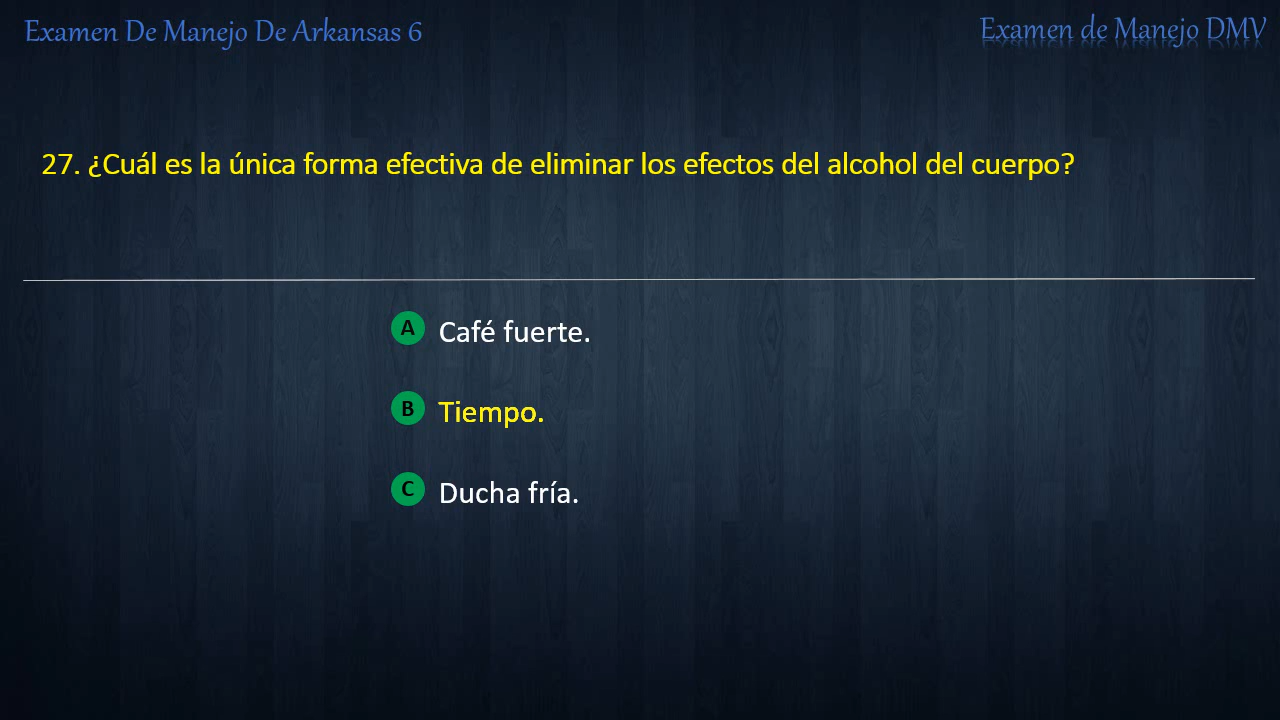 Examen De Manejo De Arkansas 6
Examen de Manejo DMV
27. ¿Cuál es la única forma efectiva de eliminar los efectos del alcohol del cuerpo?
A Café fuerte.
B Tiempo.
C Ducha fría.